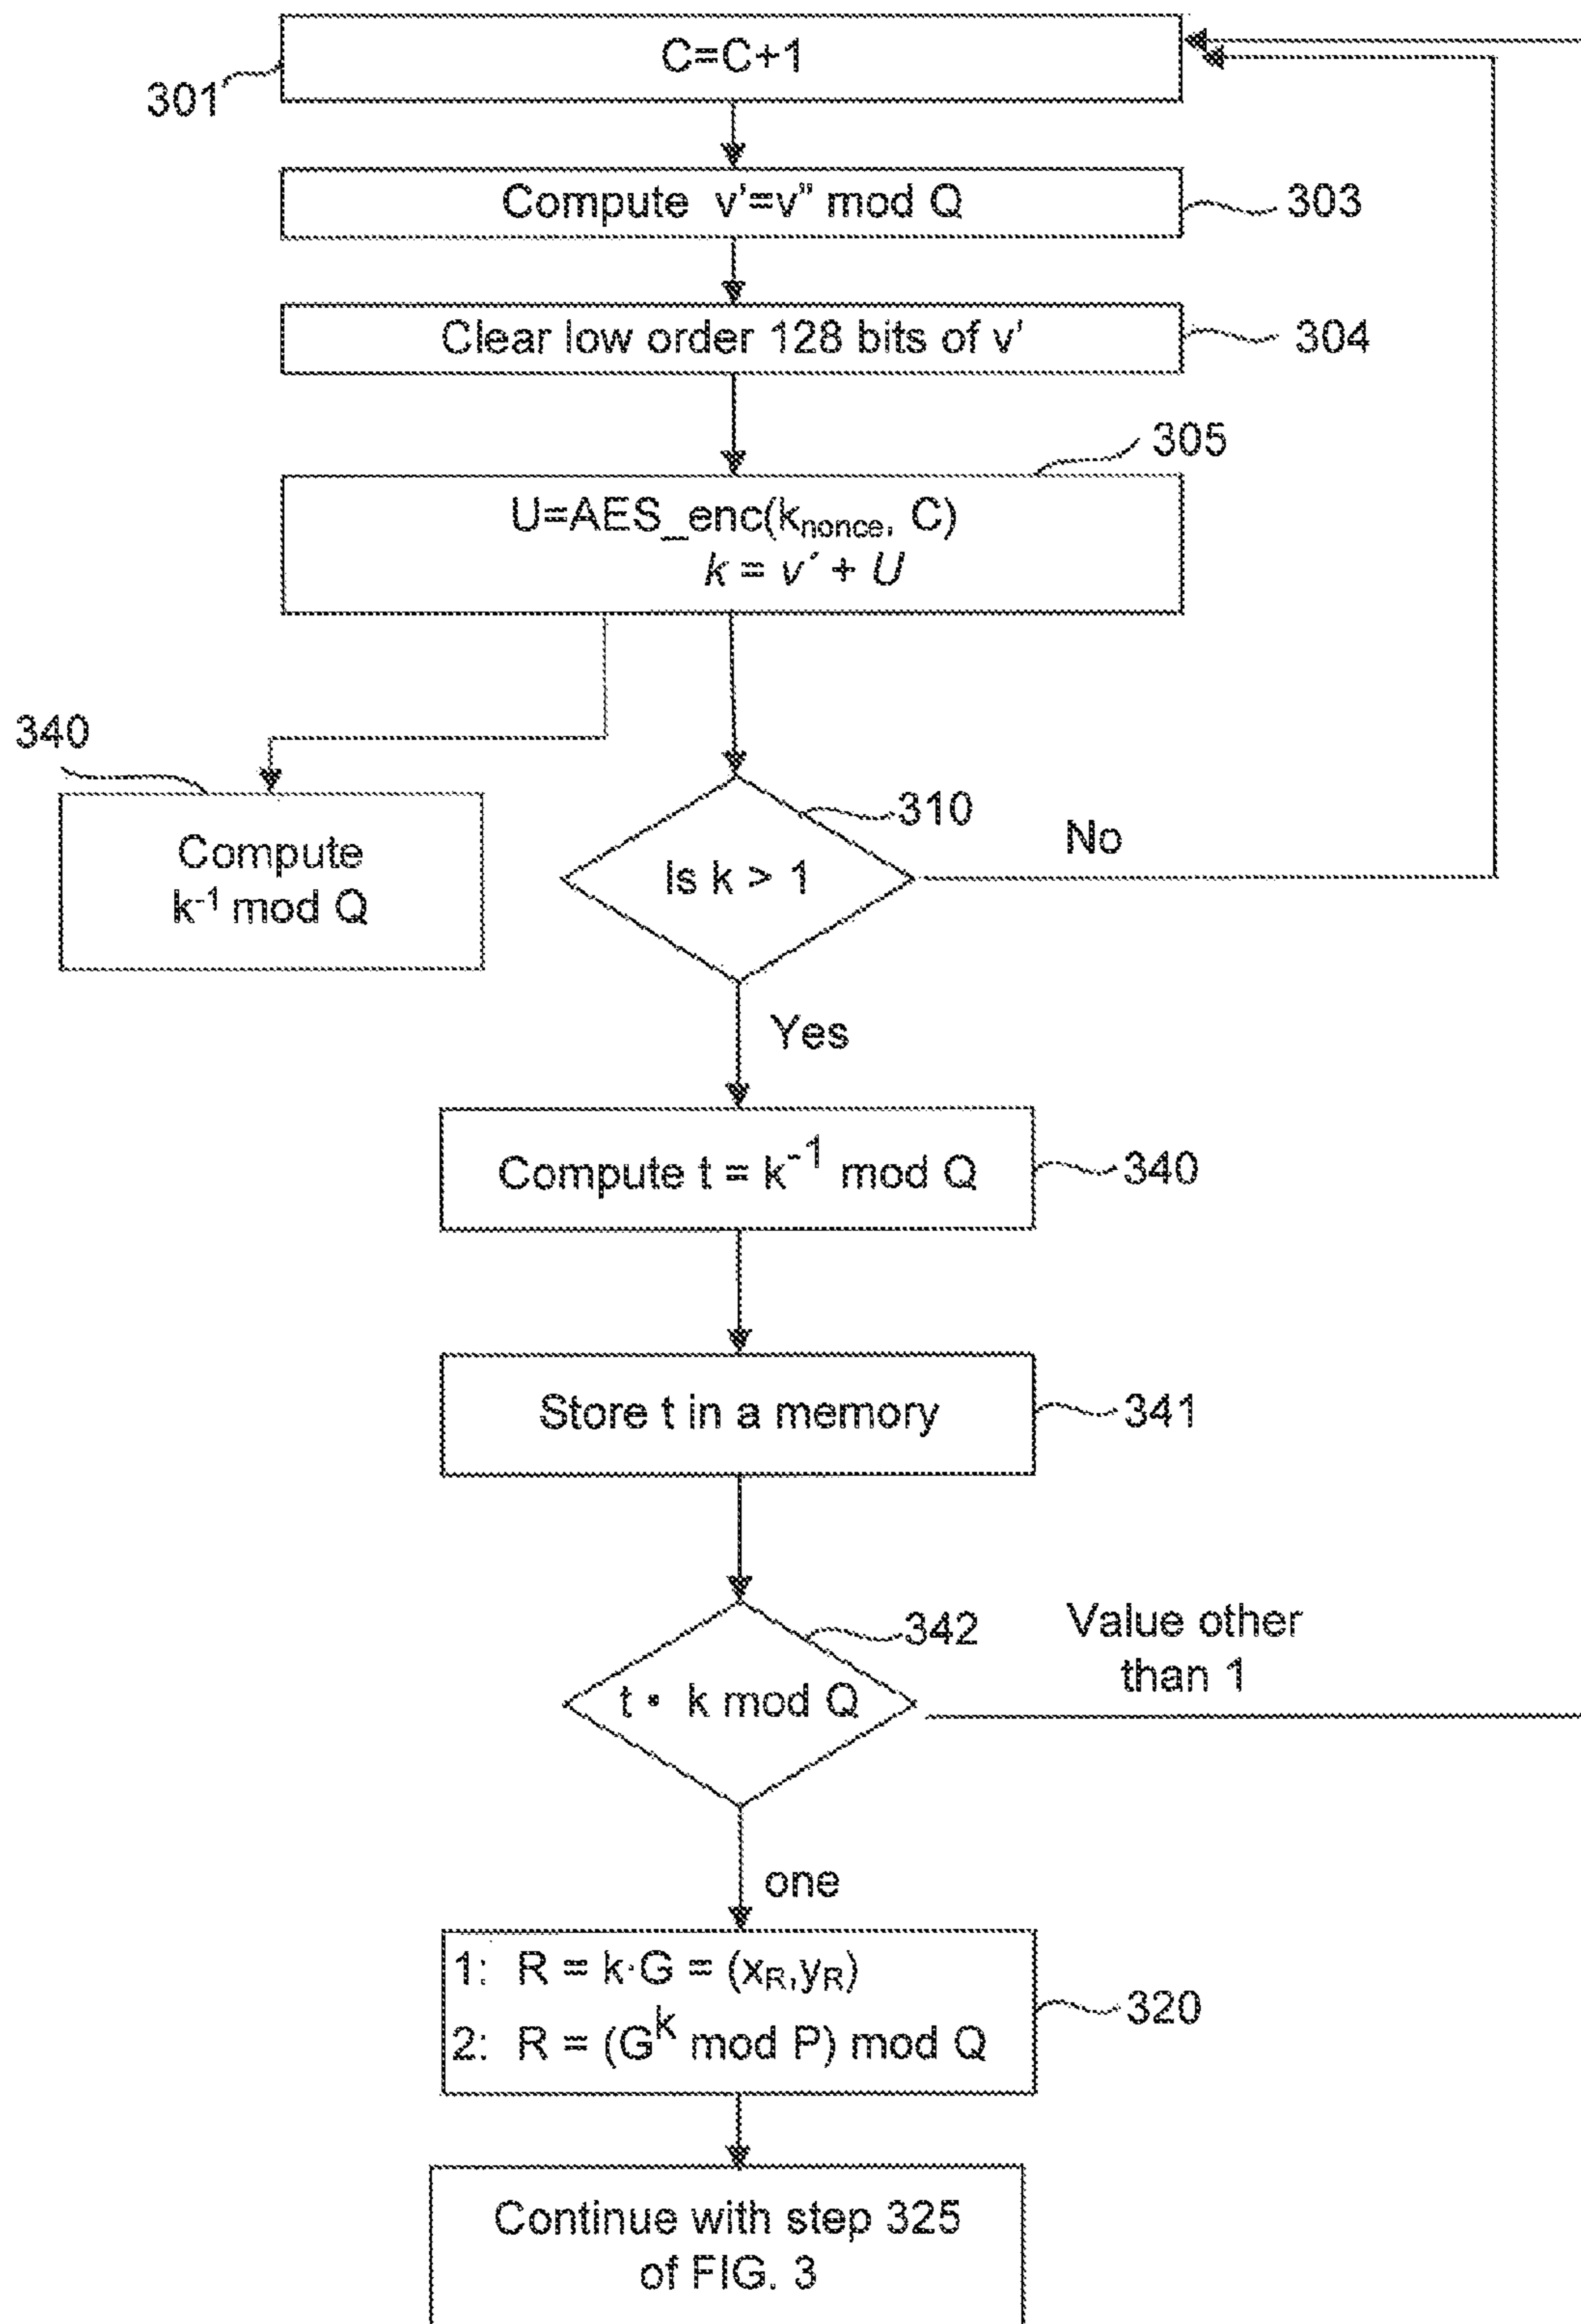 C=C+1
301
Compute v'=v" mod Q
303
Clear low order 128 bits of v'
304
305
U=AES_enc(knonce, C)
k = v´ + U
340
Compute
k-1 mod Q
310
Is k > 1
No
Yes
Compute t = k-1 mod Q
340
Store t in a memory
341
342
t • k mod Q
Value other
than 1
one
1: R = k·G = (xR,yR)
2: R = (Gk mod P) mod Q
320
Continue with step 325
of FIG. 3